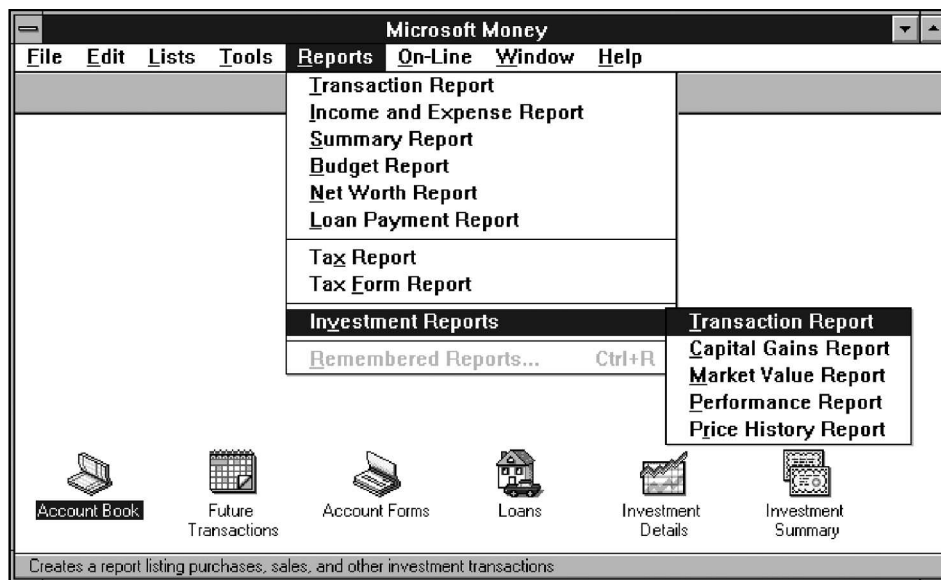 Microsoft Money
File Edit Lists Tools Reports On-Line Window Help
Transaction Report
Income and Expense Report
Summary Report
Budget Report
Net Worth Report
Loan Payment Report
Tax Report
Tax Form Report
Investment Reports
Remembered Reports... Ctrl+R
Transaction Report
Capital Gains Report
Market Value Report
Performance Report
Price History Report
Account Book
Future
Transactions
Account Forms
Loans
Investment
Details
Investment
Summary
Creates a report listing purchases, sales, and other investment transactions